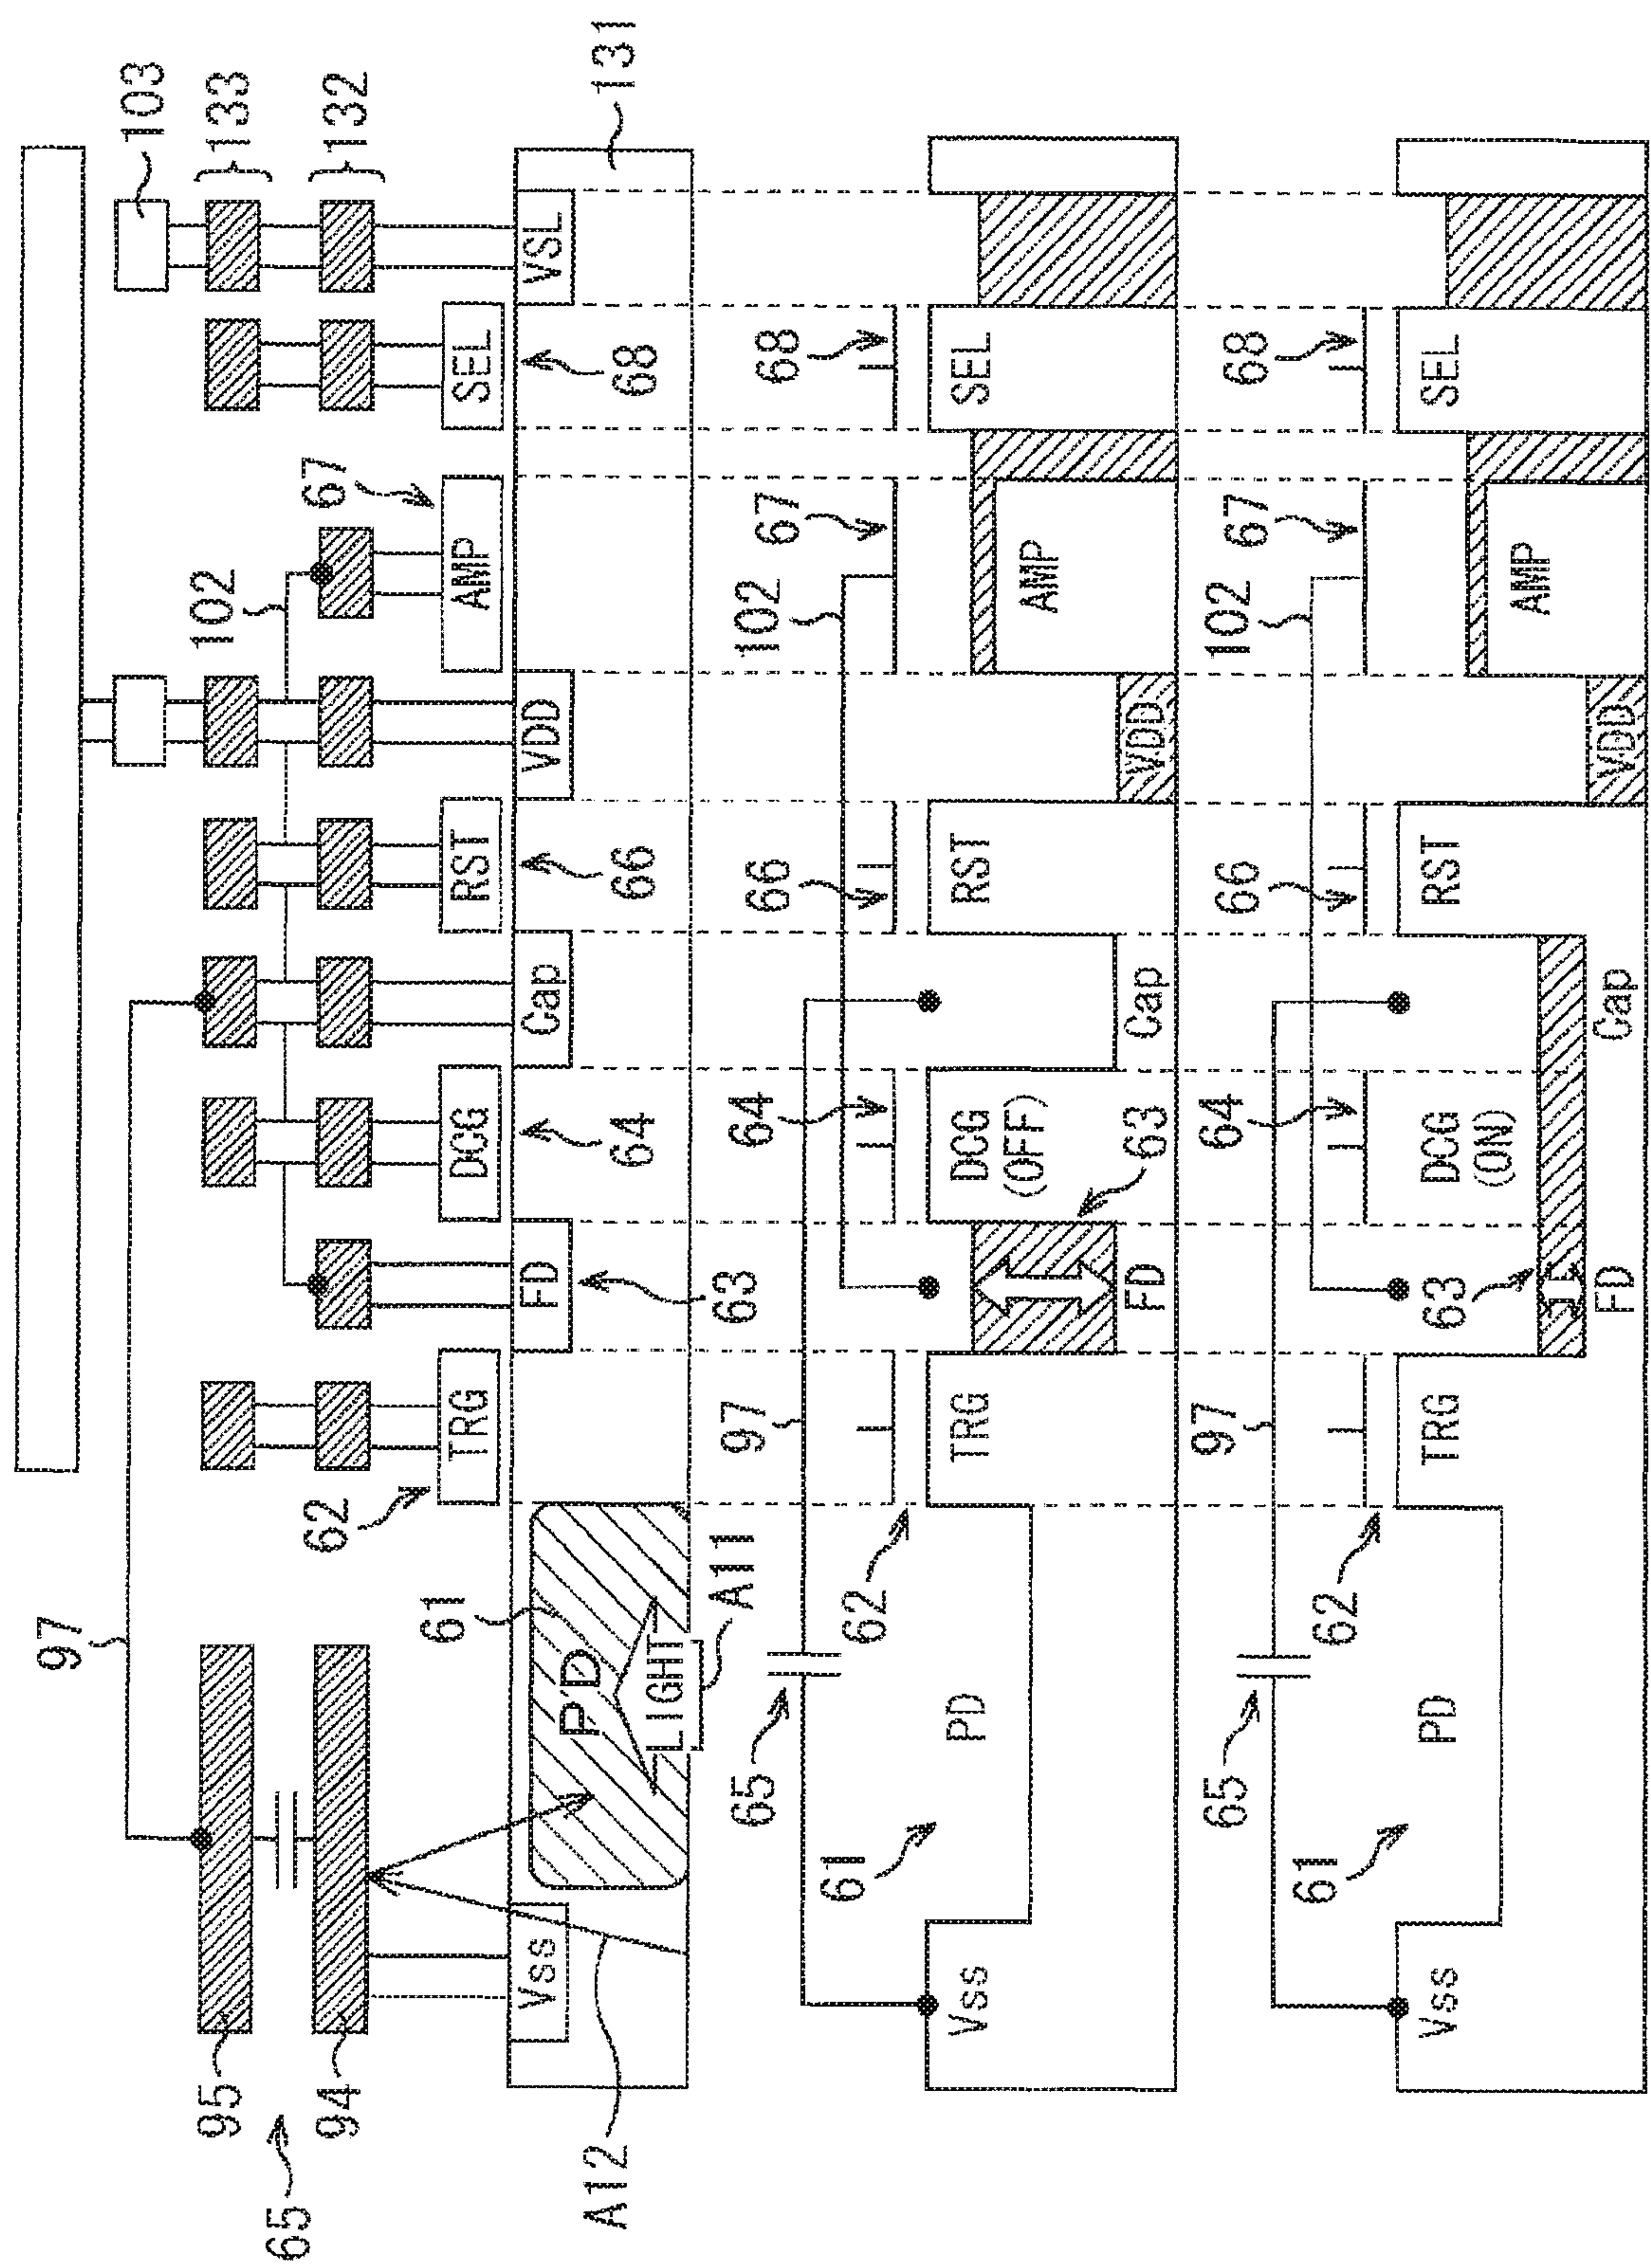 97
103
95 102 133
65
94 62 67 132
61
TRG DCG RST AMP SEL
Vss FD Cap VDD VSL
PD
A12 131
64 66 68
LIGHT
A11 63
65 97 64 66 102 67 68
61 62
Vss PD TRG DCG RST SEL
(OFF) AMP
63
FD Cap VDD
65 97 64 66 102 67 68
61 62
Vss PD TRG 63 DCG RST SEL
(ON) AMP
FD Cap VDD